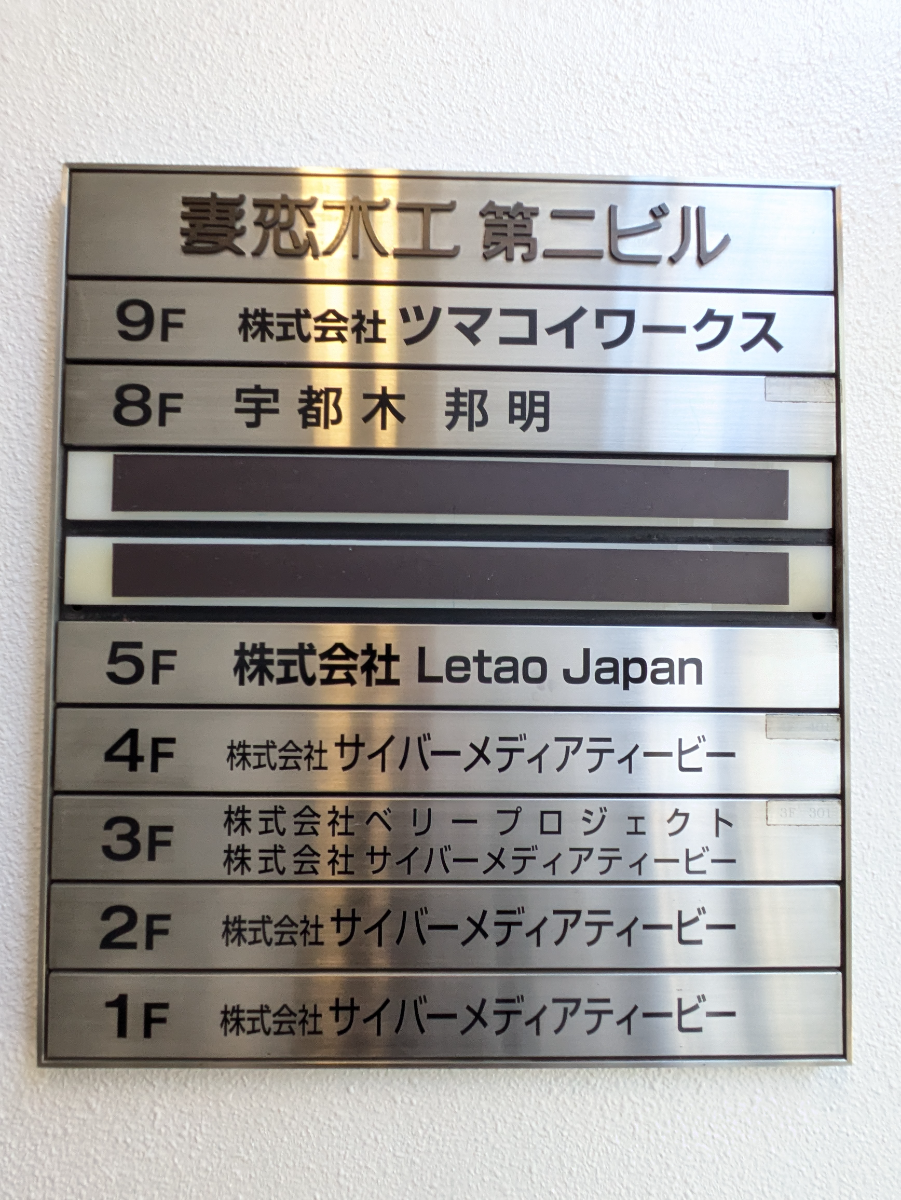 妻恋木工 第二ビル
9F 株式会社 ツマコイワークス
8F 宇都木 邦明
5F 株式会社 Letao Japan
4F 株式会社 サイバーメディアティービー
3F 株式会社ベリープロジェクト
株式会社 サイバーメディアティービー
3F 301
2F 株式会社 サイバーメディアティービー
1F 株式会社 サイバーメディアティービー